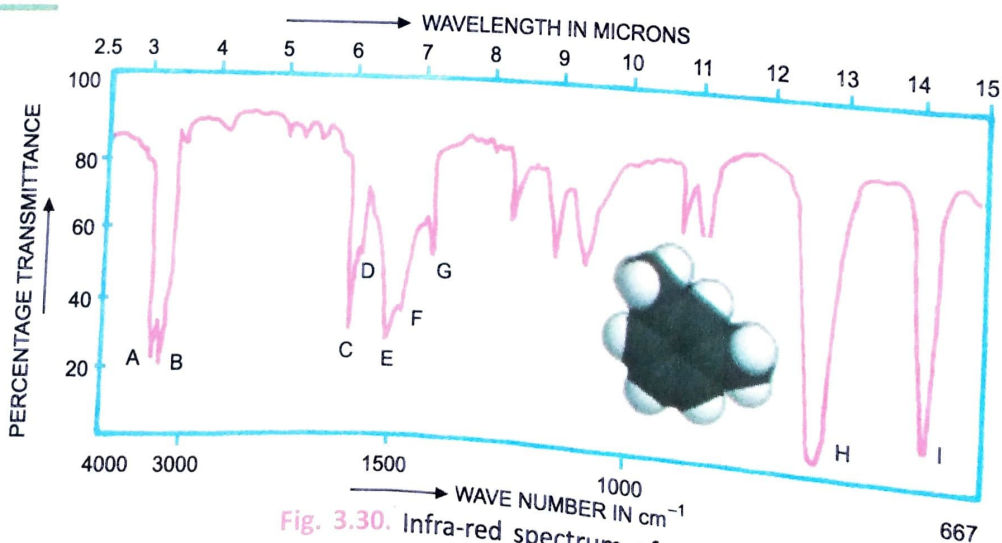 WAVELENGTH IN MICRONS
2.5 3 4 5 6 7 8 9 10 11 12 13 14 15
PERCENTAGE TRANSMITTANCE
100
80
60
40
20
A B C D E F G H I
4000 3000 1500 1000 667
WAVE NUMBER IN cm⁻¹
Fig. 3.30. Infra-red spectrum